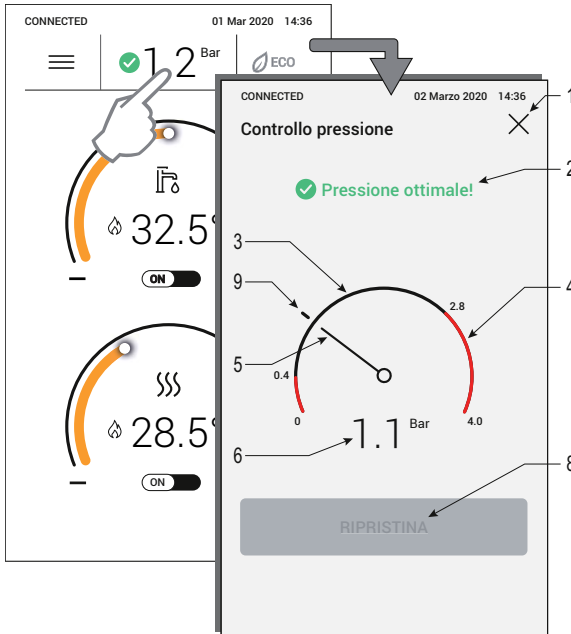 CONNECTED 01 Mar 2020 14:36
1.2 Bar
ECO
32.5°
ON
28.5°
ON
CONNECTED 02 Marzo 2020 14:36
Controllo pressione
Pressione ottimale!
0
0.4
2.8
4.0
1.1 Bar
RIPRISTINA
1
2
3
9
4
5
6
8